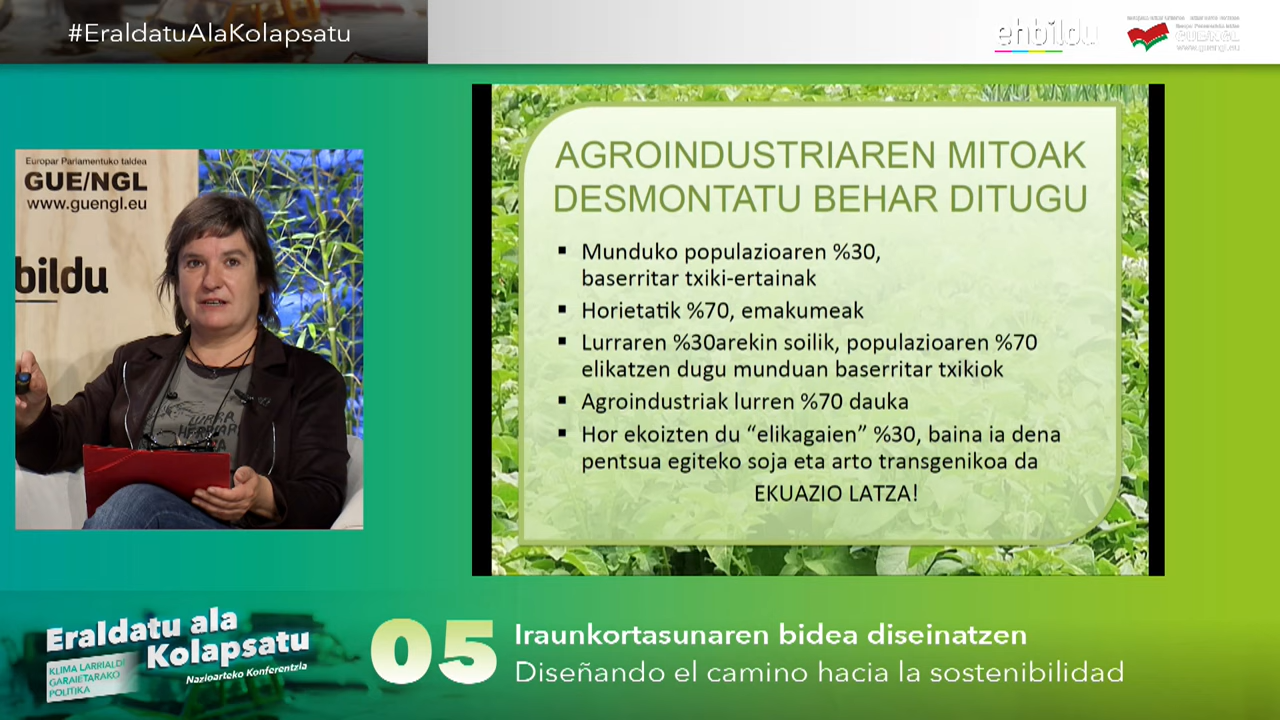 #EraldatuAlaKolapsatu
ehbildu
www.guengl.eu
Europar Parlamentuko taldea
GUE/NGL
www.guengl.eu
bildu
LURRA
AGROINDUSTRIAREN MITOAK
DESMONTATU BEHAR DITUGU
▪ Munduko populazioaren %30,
baserritar txiki-ertainak
▪ Horietatik %70, emakumeak
▪ Lurraren %30arekin soilik, populazioaren %70
elikatzen dugu munduan baserritar txikiok
▪ Agroindustriak lurren %70 dauka
▪ Hor ekoizten du “elikagaien” %30, baina ia dena
pentsua egiteko soja eta arto transgenikoa da
EKUAZIO LATZA!
Eraldatu ala
Kolapsatu
KLIMA LARRIALDI
GARAIETARAKO
POLITIKA
Nazioarteko Konferentzia
05
Iraunkortasunaren bidea diseinatzen
Diseñando el camino hacia la sostenibilidad